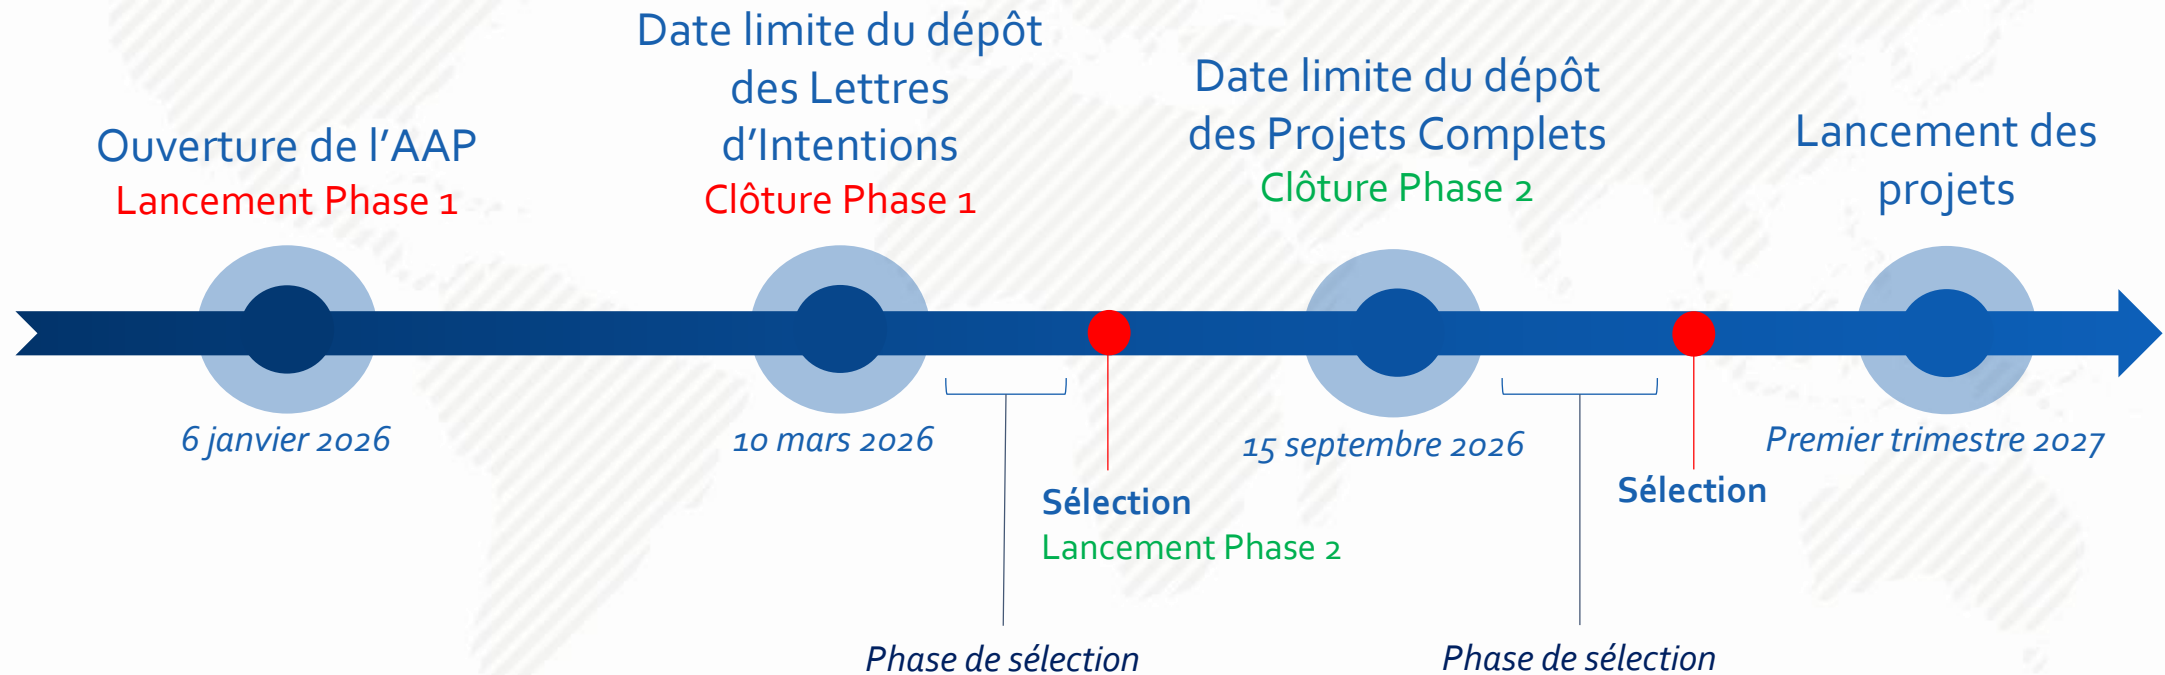 Ouverture de l’AAP
Lancement Phase 1
6 janvier 2026
Date limite du dépôt
des Lettres
d’Intentions
Clôture Phase 1
10 mars 2026
Phase de sélection
Sélection
Lancement Phase 2
Date limite du dépôt
des Projets Complets
Clôture Phase 2
15 septembre 2026
Phase de sélection
Sélection
Lancement des
projets
Premier trimestre 2027